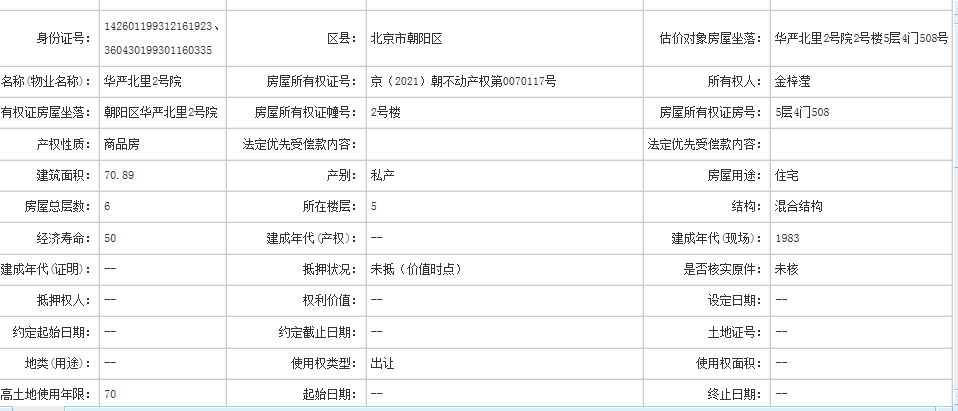 身份证号： 142601199312161923、 区县： 北京市朝阳区 估价对象房屋坐落： 华严北里2号院2号楼5层4门508号
360430199301160335
名称(物业名称)： 华严北里2号院 房屋所有权证号： 京（2021）朝不动产权第0070117号 所有权人： 金梓莹
有权证房屋坐落： 朝阳区华严北里2号院 房屋所有权证幢号： 2号楼 房屋所有权证房号： 5层4门508
产权性质： 商品房 法定优先受偿款内容： 法定优先受偿款内容：
建筑面积： 70.89 产别： 私产 房屋用途： 住宅
房屋总层数： 6 所在楼层： 5 结构： 混合结构
经济寿命： 50 建成年代(产权)： -- 建成年代(现场)： 1983
建成年代(证明)： -- 抵押状况： 未抵（价值时点） 是否核实原件： 未核
抵押权人： -- 权利价值： -- 设定日期： --
约定起始日期： -- 约定截止日期： -- 土地证号： --
地类(用途)： -- 使用权类型： 出让 使用权面积： --
高土地使用年限： 70 起始日期： -- 终止日期： --